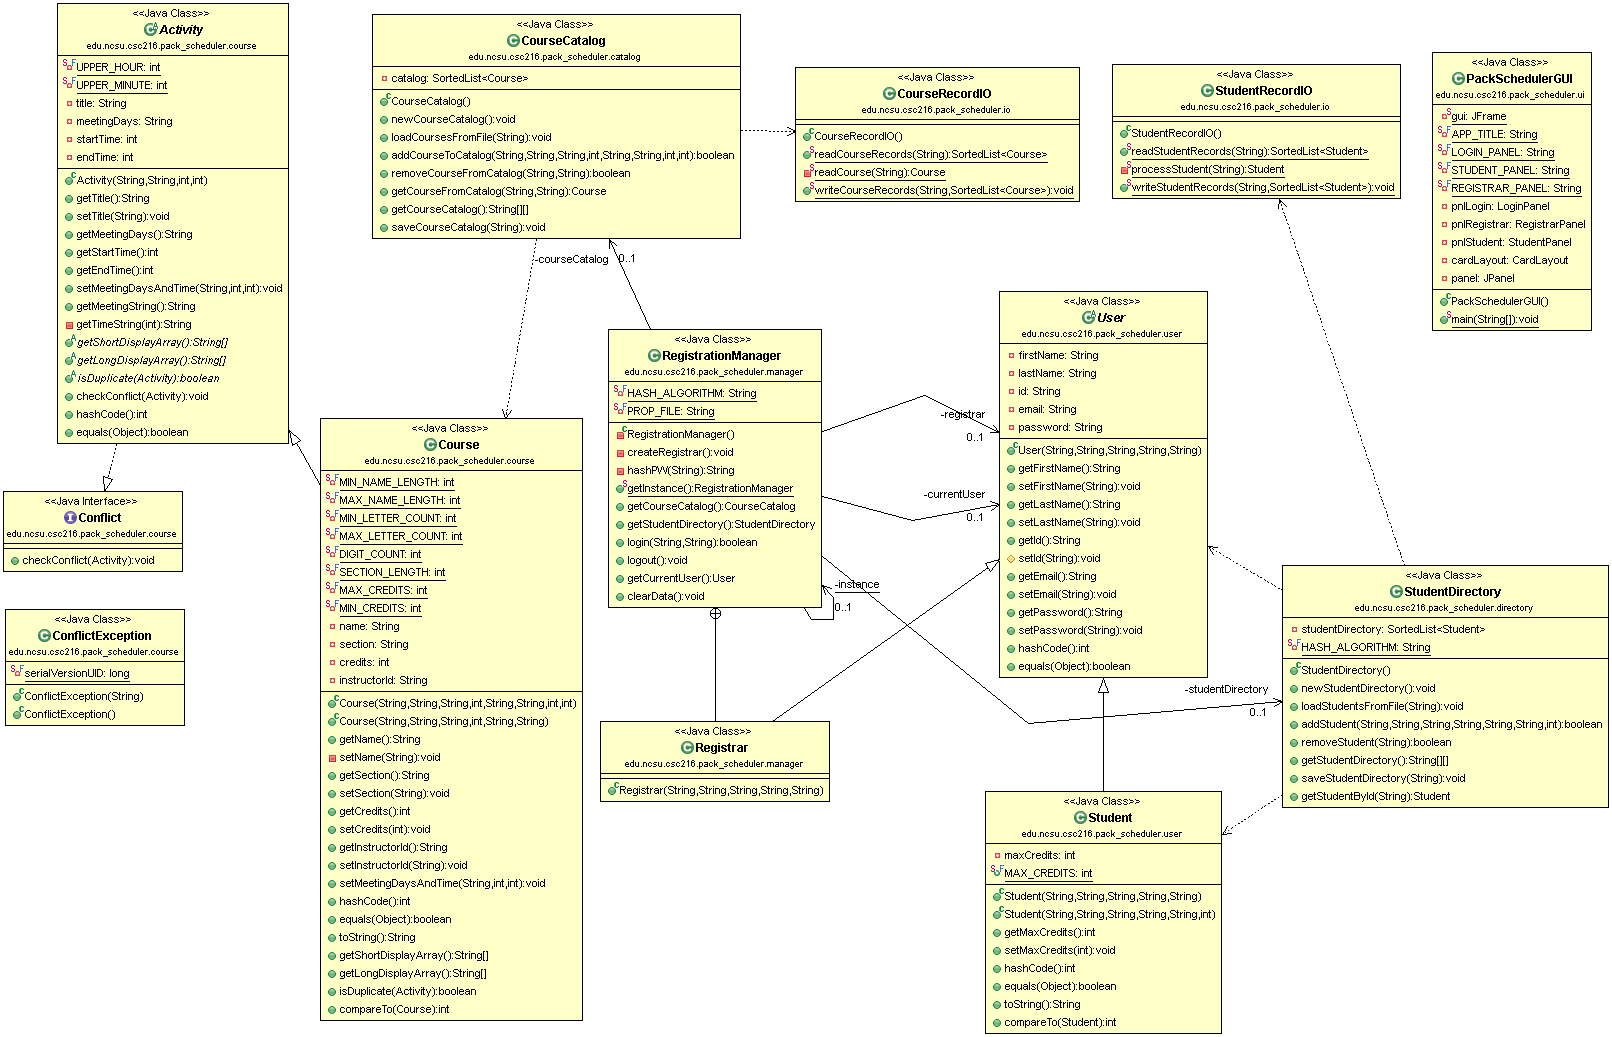 <<Java Class>>
Activity
edu.ncsu.csc216.pack_scheduler.course
UPPER_HOUR: int
UPPER_MINUTE: int
title: String
meetingDays: String
startTime: int
endTime: int
Activity(String,String,int,int)
getTitle():String
setTitle(String):void
getMeetingDays():String
getStartTime():int
getEndTime():int
setMeetingDaysAndTime(String,int,int):void
getMeetingString():String
getTimeString(int):String
getShortDisplayArray():String[]
getLongDisplayArray():String[]
isDuplicate(Activity):boolean
checkConflict(Activity):void
hashCode():int
equals(Object):boolean
<<Java Interface>>
Conflict
edu.ncsu.csc216.pack_scheduler.course
checkConflict(Activity):void
<<Java Class>>
ConflictException
edu.ncsu.csc216.pack_scheduler.course
serialVersionUID: long
ConflictException(String)
ConflictException()
<<Java Class>>
CourseCatalog
edu.ncsu.csc216.pack_scheduler.catalog
catalog: SortedList<Course>
CourseCatalog()
newCourseCatalog():void
loadCoursesFromFile(String):void
addCourseToCatalog(String,String,String,int,String,String,int,int):boolean
removeCourseFromCatalog(String,String):boolean
getCourseFromCatalog(String,String):Course
getCourseCatalog():String[][]
saveCourseCatalog(String):void
-courseCatalog
0..1
<<Java Class>>
Course
edu.ncsu.csc216.pack_scheduler.course
MIN_NAME_LENGTH: int
MAX_NAME_LENGTH: int
MIN_LETTER_COUNT: int
MAX_LETTER_COUNT: int
DIGIT_COUNT: int
SECTION_LENGTH: int
MAX_CREDITS: int
MIN_CREDITS: int
name: String
section: String
credits: int
instructorId: String
Course(String,String,String,int,String,String,int,int)
Course(String,String,String,int,String,String)
getName():String
setName(String):void
getSection():String
setSection(String):void
getCredits():int
setCredits(int):void
getInstructorId():String
setInstructorId(String):void
setMeetingDaysAndTime(String,int,int):void
hashCode():int
equals(Object):boolean
toString():String
getShortDisplayArray():String[]
getLongDisplayArray():String[]
isDuplicate(Activity):boolean
compareTo(Course):int
<<Java Class>>
CourseRecordIO
edu.ncsu.csc216.pack_scheduler.io
CourseRecordIO()
readCourseRecords(String):SortedList<Course>
readCourse(String):Course
writeCourseRecords(String,SortedList<Course>):void
<<Java Class>>
RegistrationManager
edu.ncsu.csc216.pack_scheduler.manager
HASH_ALGORITHM: String
PROP_FILE: String
RegistrationManager()
createRegistrar():void
hashPW(String):String
getInstance():RegistrationManager
getCourseCatalog():CourseCatalog
getStudentDirectory():StudentDirectory
login(String,String):boolean
logout():void
getCurrentUser():User
clearData():void
-instance
0..1
-registrar
0..1
-currentUser
0..1
<<Java Class>>
Registrar
edu.ncsu.csc216.pack_scheduler.manager
Registrar(String,String,String,String,String)
<<Java Class>>
User
edu.ncsu.csc216.pack_scheduler.user
firstName: String
lastName: String
id: String
email: String
password: String
User(String,String,String,String,String)
getFirstName():String
setFirstName(String):void
getLastName():String
setLastName(String):void
getId():String
setId(String):void
getEmail():String
setEmail(String):void
getPassword():String
setPassword(String):void
hashCode():int
equals(Object):boolean
<<Java Class>>
StudentRecordIO
edu.ncsu.csc216.pack_scheduler.io
StudentRecordIO()
readStudentRecords(String):SortedList<Student>
processStudent(String):Student
writeStudentRecords(String,SortedList<Student>):void
<<Java Class>>
PackSchedulerGUI
edu.ncsu.csc216.pack_scheduler.ui
gui: JFrame
APP_TITLE: String
LOGIN_PANEL: String
STUDENT_PANEL: String
REGISTRAR_PANEL: String
pnlLogin: LoginPanel
pnlRegistrar: RegistrarPanel
pnlStudent: StudentPanel
cardLayout: CardLayout
panel: JPanel
PackSchedulerGUI()
main(String[]):void
-studentDirectory
0..1
<<Java Class>>
StudentDirectory
edu.ncsu.csc216.pack_scheduler.directory
studentDirectory: SortedList<Student>
HASH_ALGORITHM: String
StudentDirectory()
newStudentDirectory():void
loadStudentsFromFile(String):void
addStudent(String,String,String,String,String,String,int):boolean
removeStudent(String):boolean
getStudentDirectory():String[][]
saveStudentDirectory(String):void
getStudentById(String):Student
<<Java Class>>
Student
edu.ncsu.csc216.pack_scheduler.user
maxCredits: int
MAX_CREDITS: int
Student(String,String,String,String,String)
Student(String,String,String,String,String,int)
getMaxCredits():int
setMaxCredits(int):void
hashCode():int
equals(Object):boolean
toString():String
compareTo(Student):int